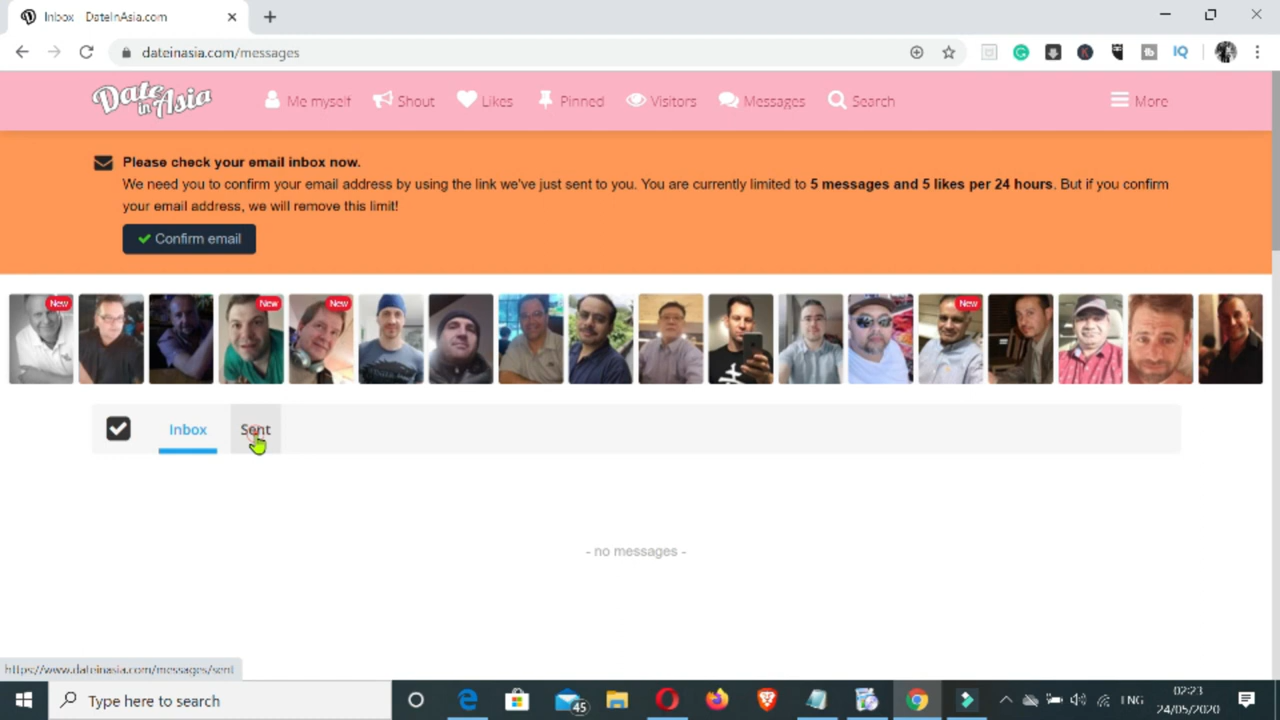 Inbox DateInAsia.com
dateinasia.com/messages
Date in Asia
Me myself
Shout
Likes
Pinned
Visitors
Messages
Search
More
Please check your email inbox now.
We need you to confirm your email address by using the link we've just sent to you. You are currently limited to 5 messages and 5 likes per 24 hours. But if you confirm
your email address, we will remove this limit!
Confirm email
New
New
New
New
Inbox
Sent
- no messages -
https://www.dateinasia.com/messages/sent
Type here to search
45
ENG
02:23
24/05/2020